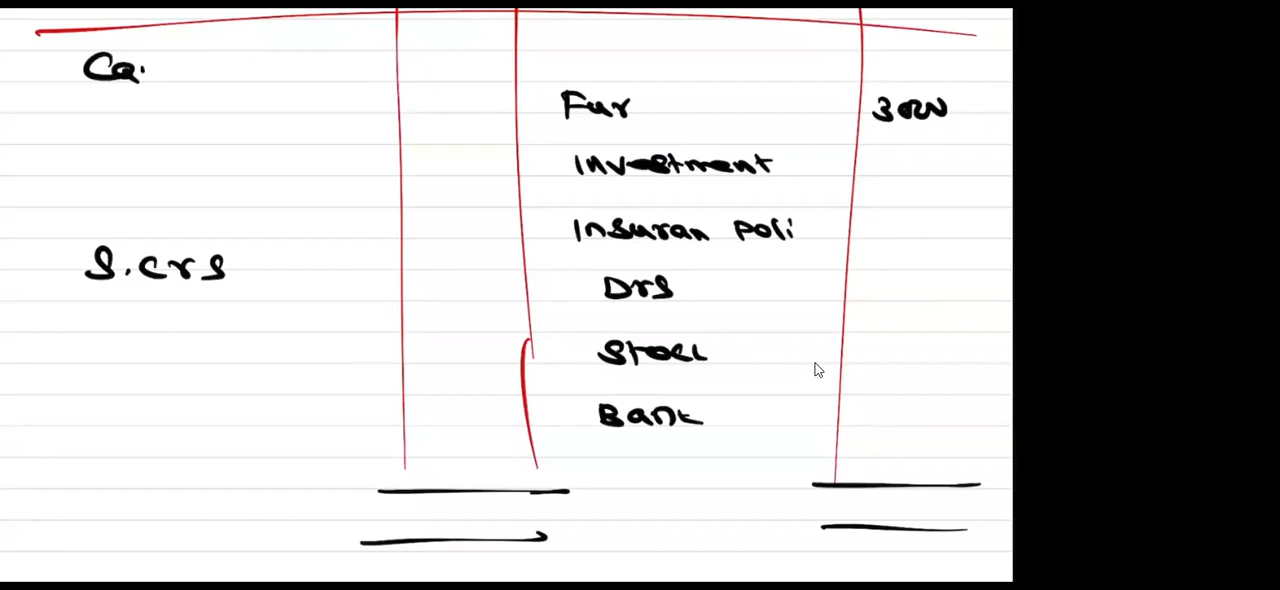 Ca.
Fur 3000
Investment
Insuran poli
S.crs
Drs
Stock
Bank